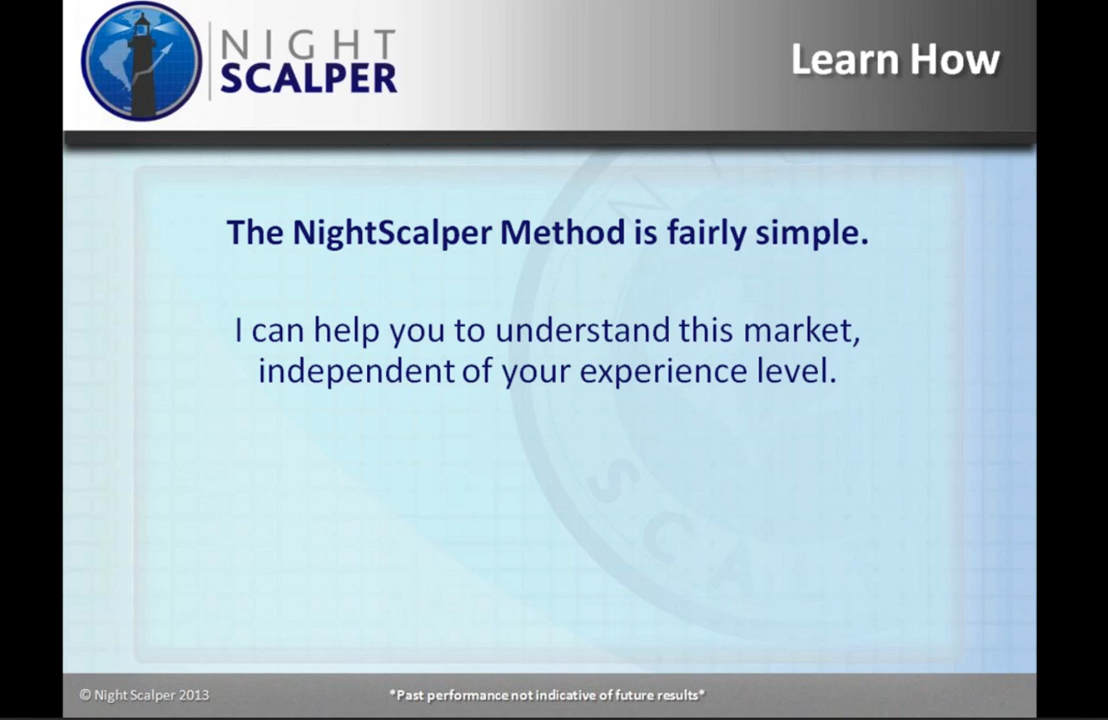 NIGHT
SCALPER
Learn How
The NightScalper Method is fairly simple.
I can help you to understand this market,
independent of your experience level.
© Night Scalper 2013
*Past performance not indicative of future results*